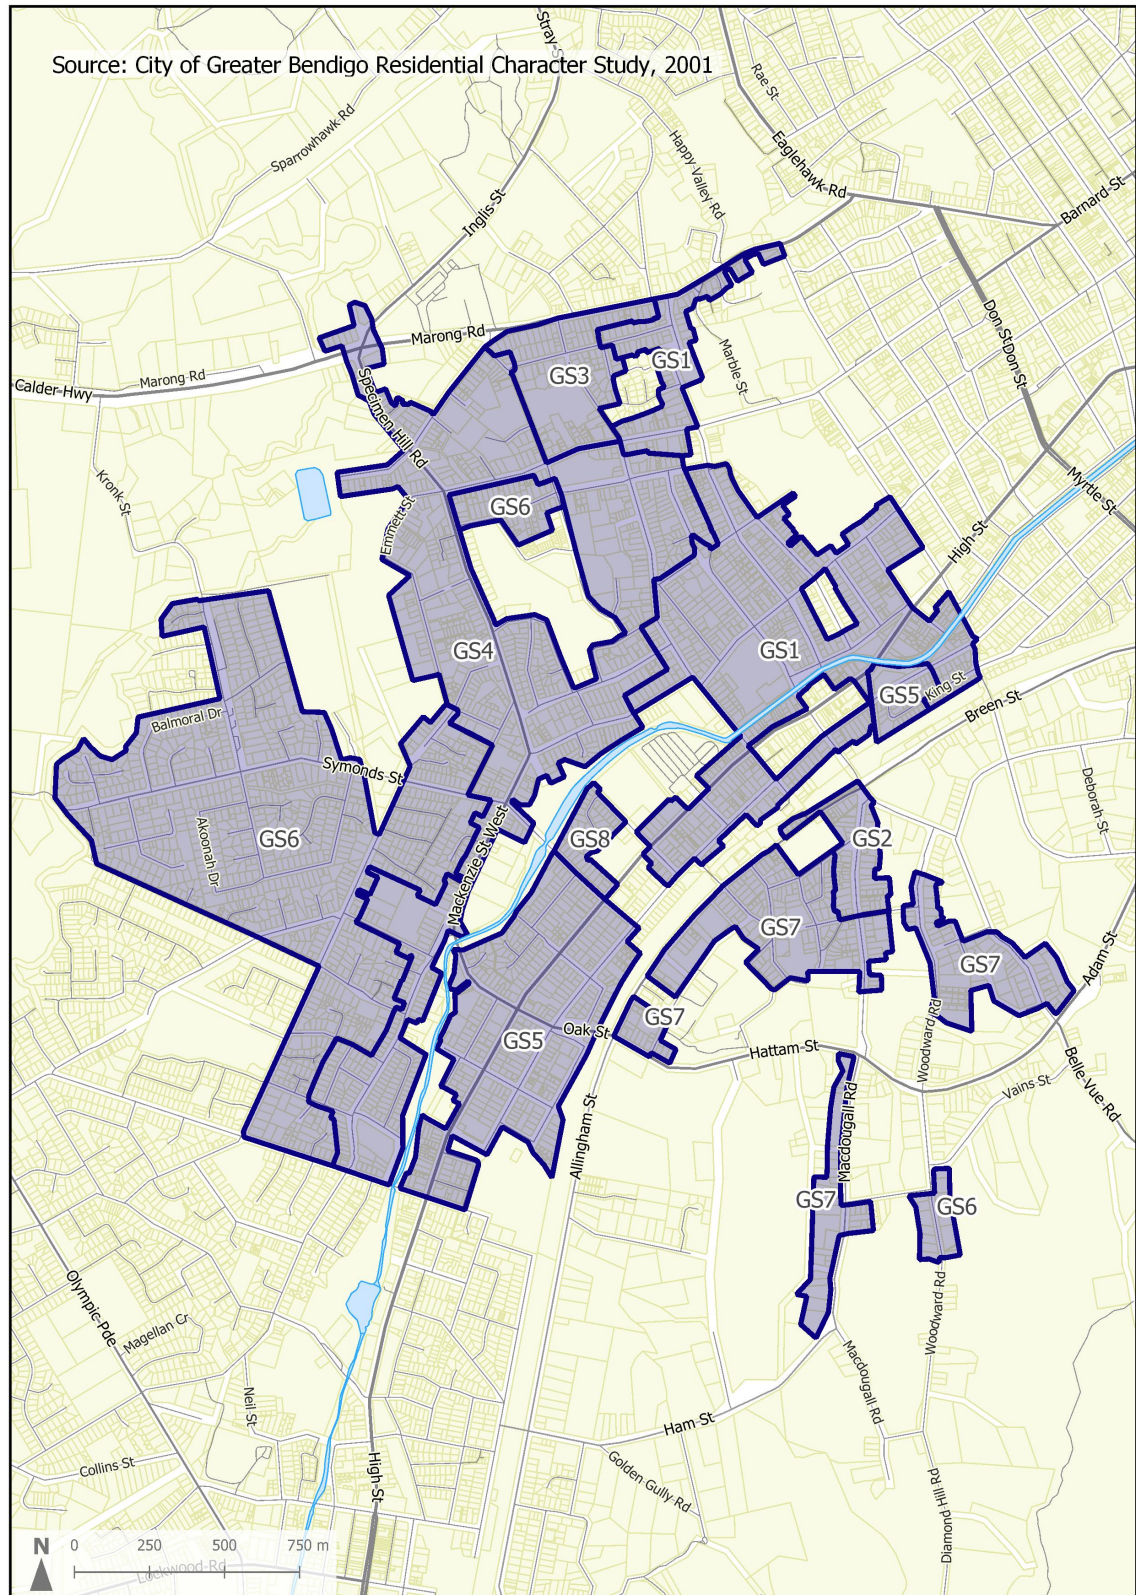 Stray S
Source: City of Greater Bendigo Residential Character Study, 2001
Rae St
Sparrowhawk Rd
Happy Valley Rd
Eaglehawk Rd
Barnard St
Inglis St
Don St
Don St
Marong Rd
Marble St
Marong Rd
Calder Hwy
GS3
GS1
Specimen Hill Rd
Myrtle St
Kronk St
GS6
Emmett St
High St
GS4
GS1
King St
GS5
Breen St
Balmoral Dr
Symonds St
Deborah St
Akoonah Dr
GS6
GS8
GS2
Mackenzie St West
GS7
GS7
Adam St
GS7
Oak St
GS5
Hattam St
Woodward Rd
Vains St
Belle Vue Rd
Allingham St
Macdougall Rd
GS7
GS6
Olympic Pde
Magellan Cr
Woodward Rd
Macdougall Rd
Neil St
Ham St
Collins St
High St
Golden Gully Rd
Diamond Hill Rd
N
0 250 500 750 m
Lockwood Rd